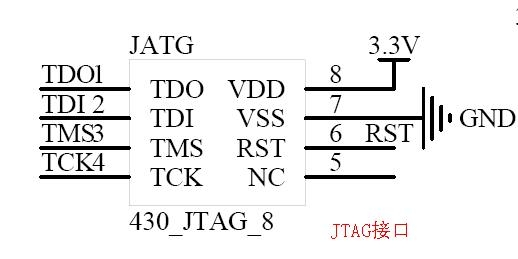 JATG
3.3V
TDO1 TDO VDD 8
TDI 2 TDI VSS 7 GND
TMS3 TMS RST 6 RST
TCK4 TCK NC 5
430_JTAG_8
JTAG接口